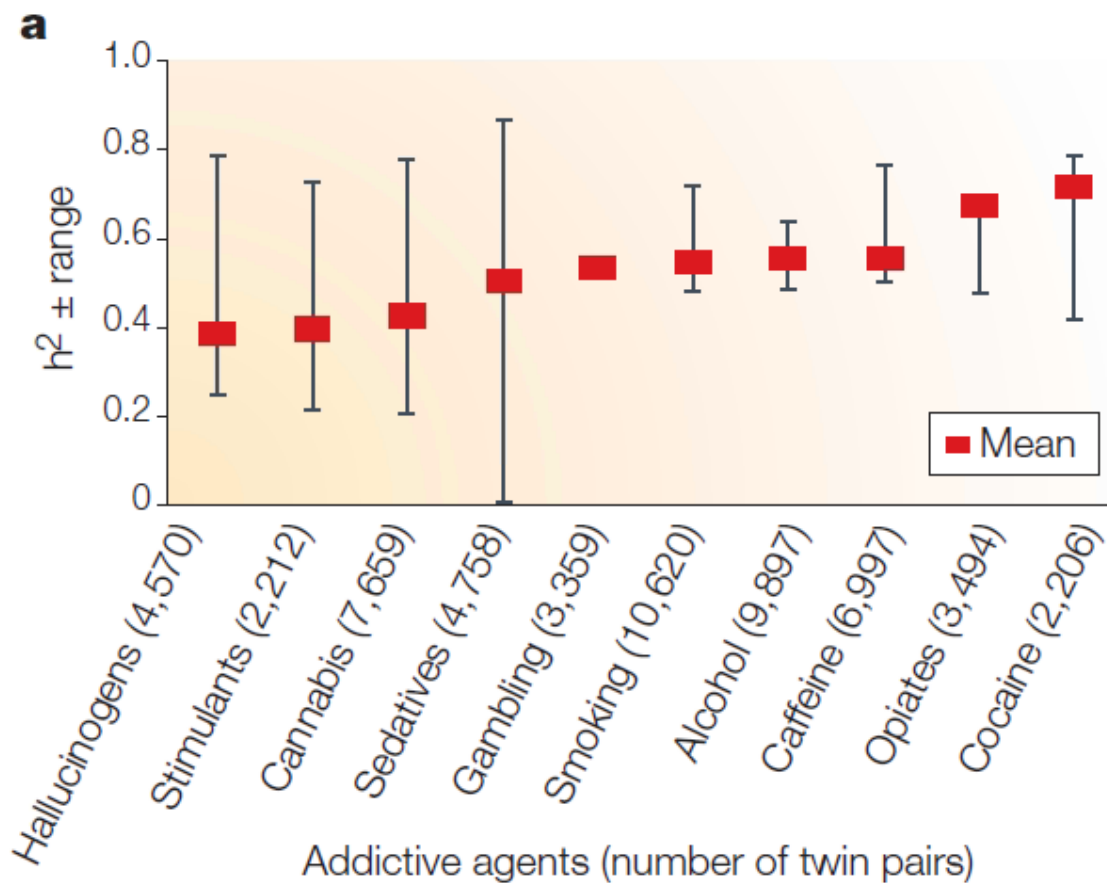 a
1.0
0.8
0.6
0.4
0.2
0
h² ± range
Mean
Hallucinogens (4,570)
Stimulants (2,212)
Cannabis (7,659)
Sedatives (4,758)
Gambling (3,359)
Smoking (10,620)
Alcohol (9,897)
Caffeine (6,997)
Opiates (3,494)
Cocaine (2,206)
Addictive agents (number of twin pairs)